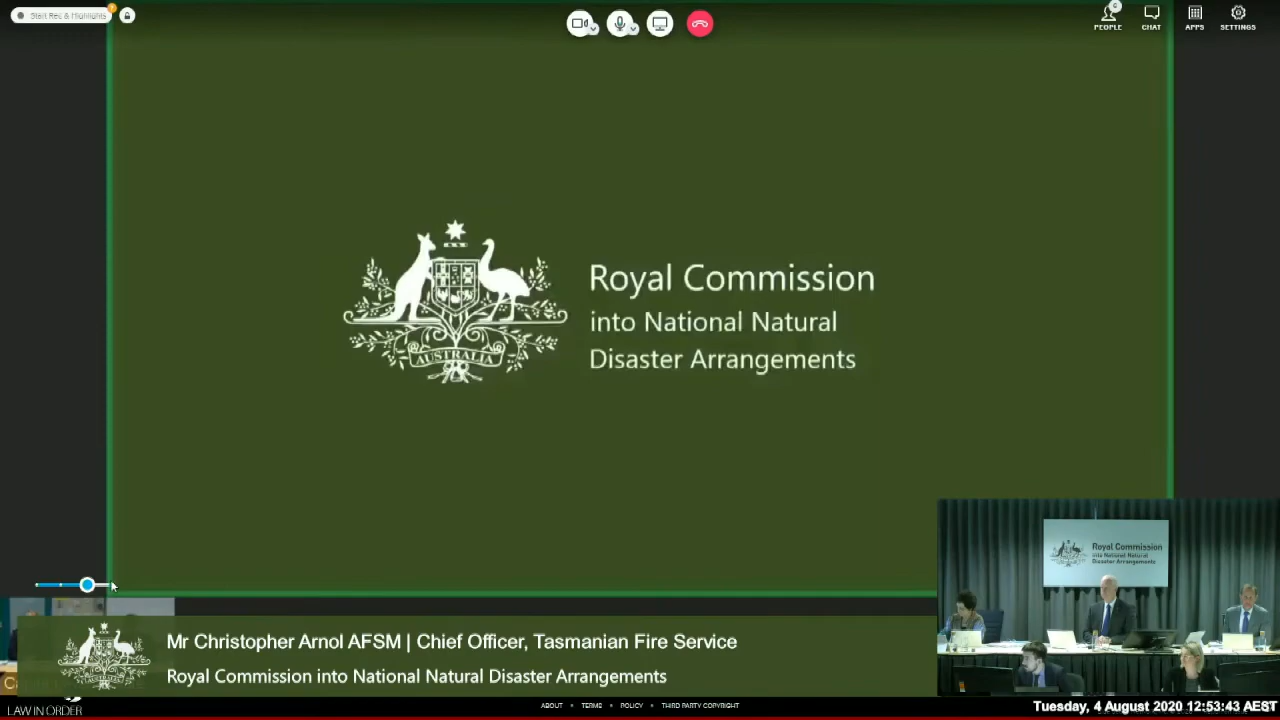 Start Rec & Highlights
PEOPLE
CHAT
APPS
SETTINGS
AUSTRALIA
Royal Commission
into National Natural
Disaster Arrangements
Royal Commission
into National Natural
Disaster Arrangements
Mr Christopher Arnol AFSM | Chief Officer, Tasmanian Fire Service
Royal Commission into National Natural Disaster Arrangements
LAW IN ORDER
ABOUT • TERMS • POLICY • THIRD PARTY COPYRIGHT
Tuesday, 4 August 2020 12:53:43 AEST